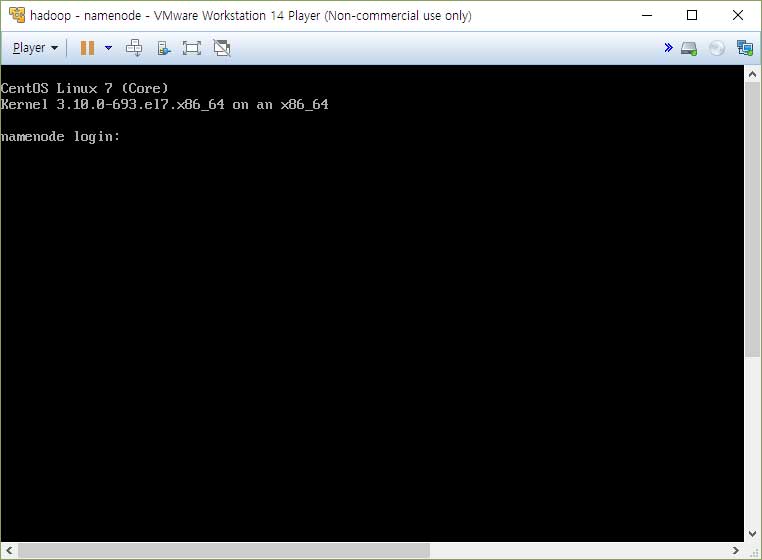 hadoop - namenode - VMware Workstation 14 Player (Non-commercial use only)
Player
CentOS Linux 7 (Core)
Kernel 3.10.0-693.el7.x86_64 on an x86_64
namenode login: